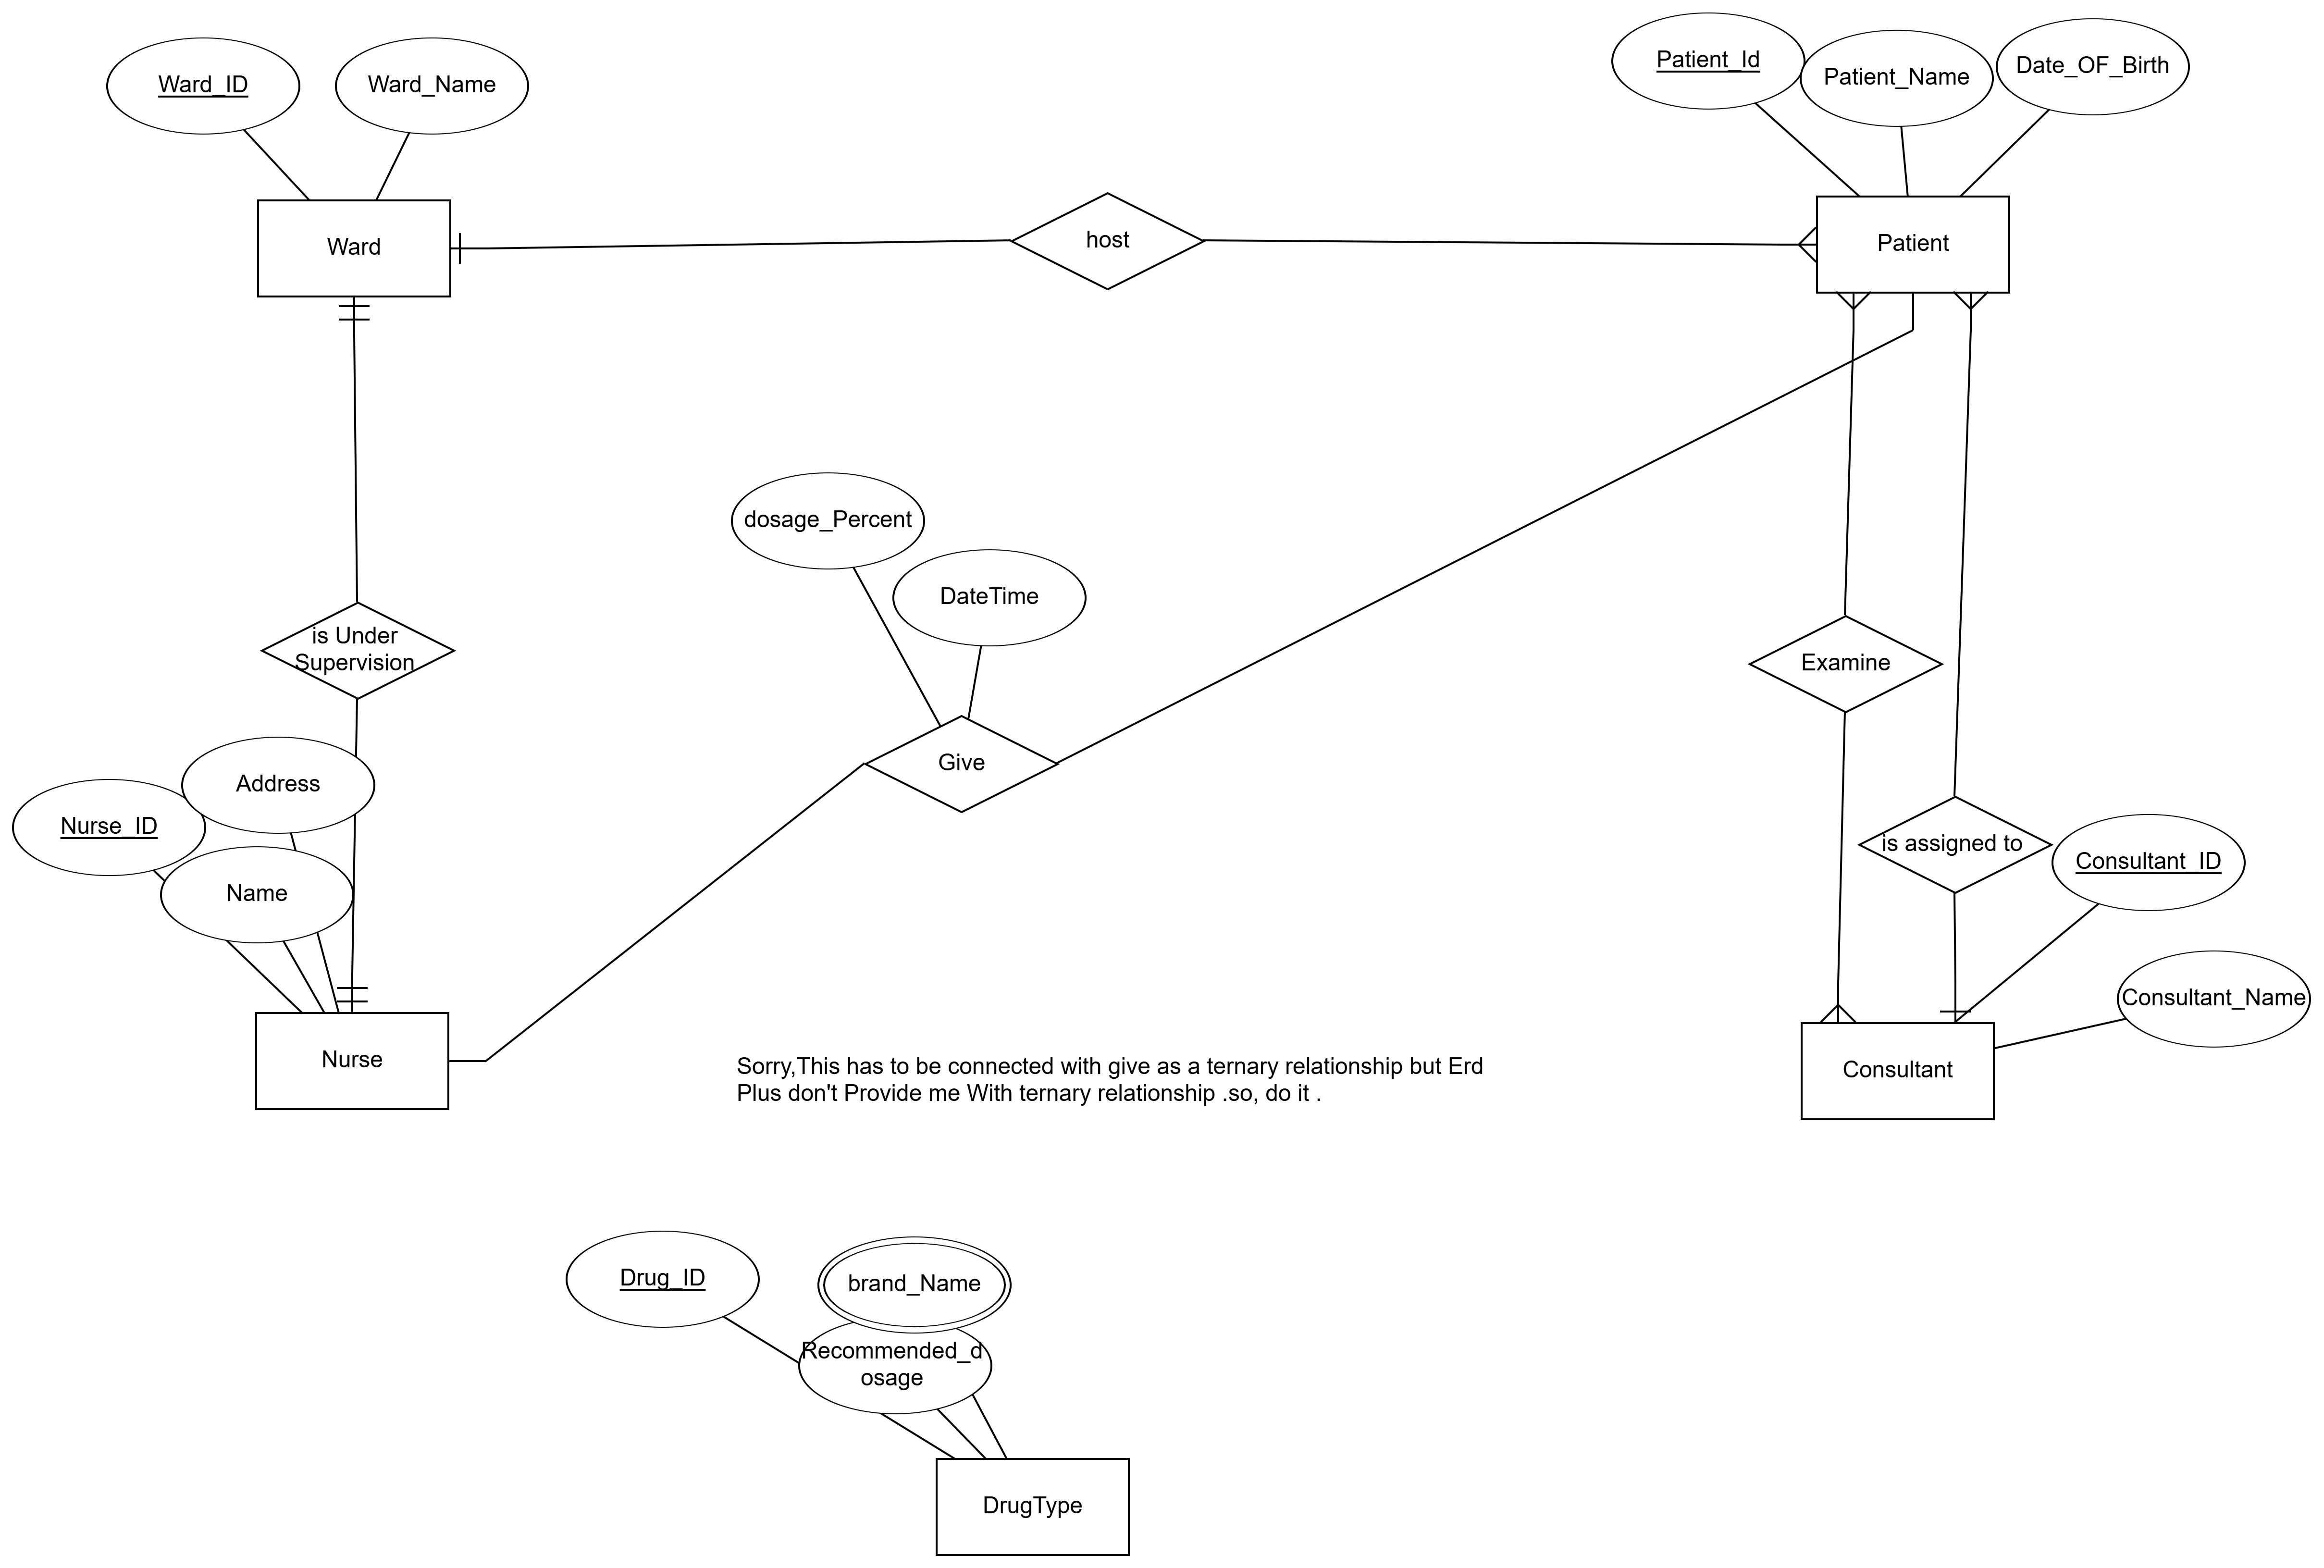 Patient_Id
Patient_Name
Date_OF_Birth
Ward_ID
Ward_Name
Ward
host
Patient
dosage_Percent
DateTime
is Under
Supervision
Examine
Give
Address
Nurse_ID
Name
is assigned to
Consultant_ID
Consultant_Name
Nurse
Sorry,This has to be connected with give as a ternary relationship but Erd
Plus don't Provide me With ternary relationship .so, do it .
Consultant
Drug_ID
brand_Name
Recommended_d
osage
DrugType